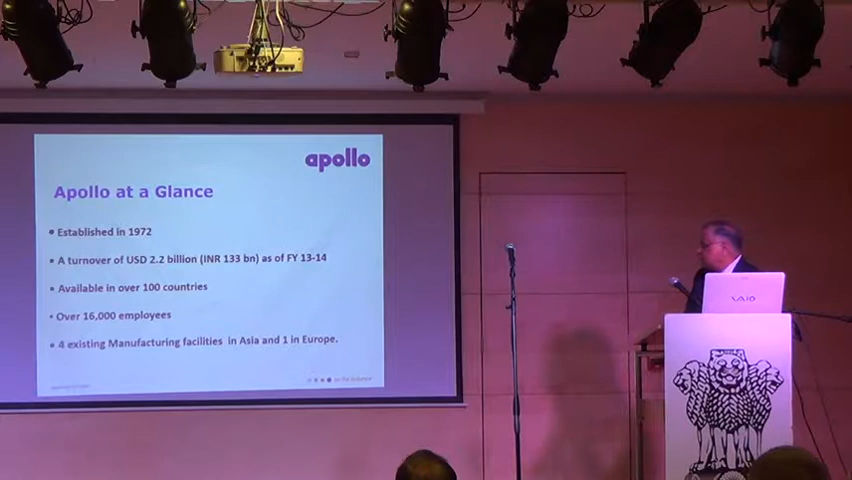 apollo
Apollo at a Glance
• Established in 1972
• A turnover of USD 2.2 billion (INR 133 bn) as of FY 13-14
• Available in over 100 countries
• Over 16,000 employees
• 4 existing Manufacturing facilities in Asia and 1 in Europe.
VAIO